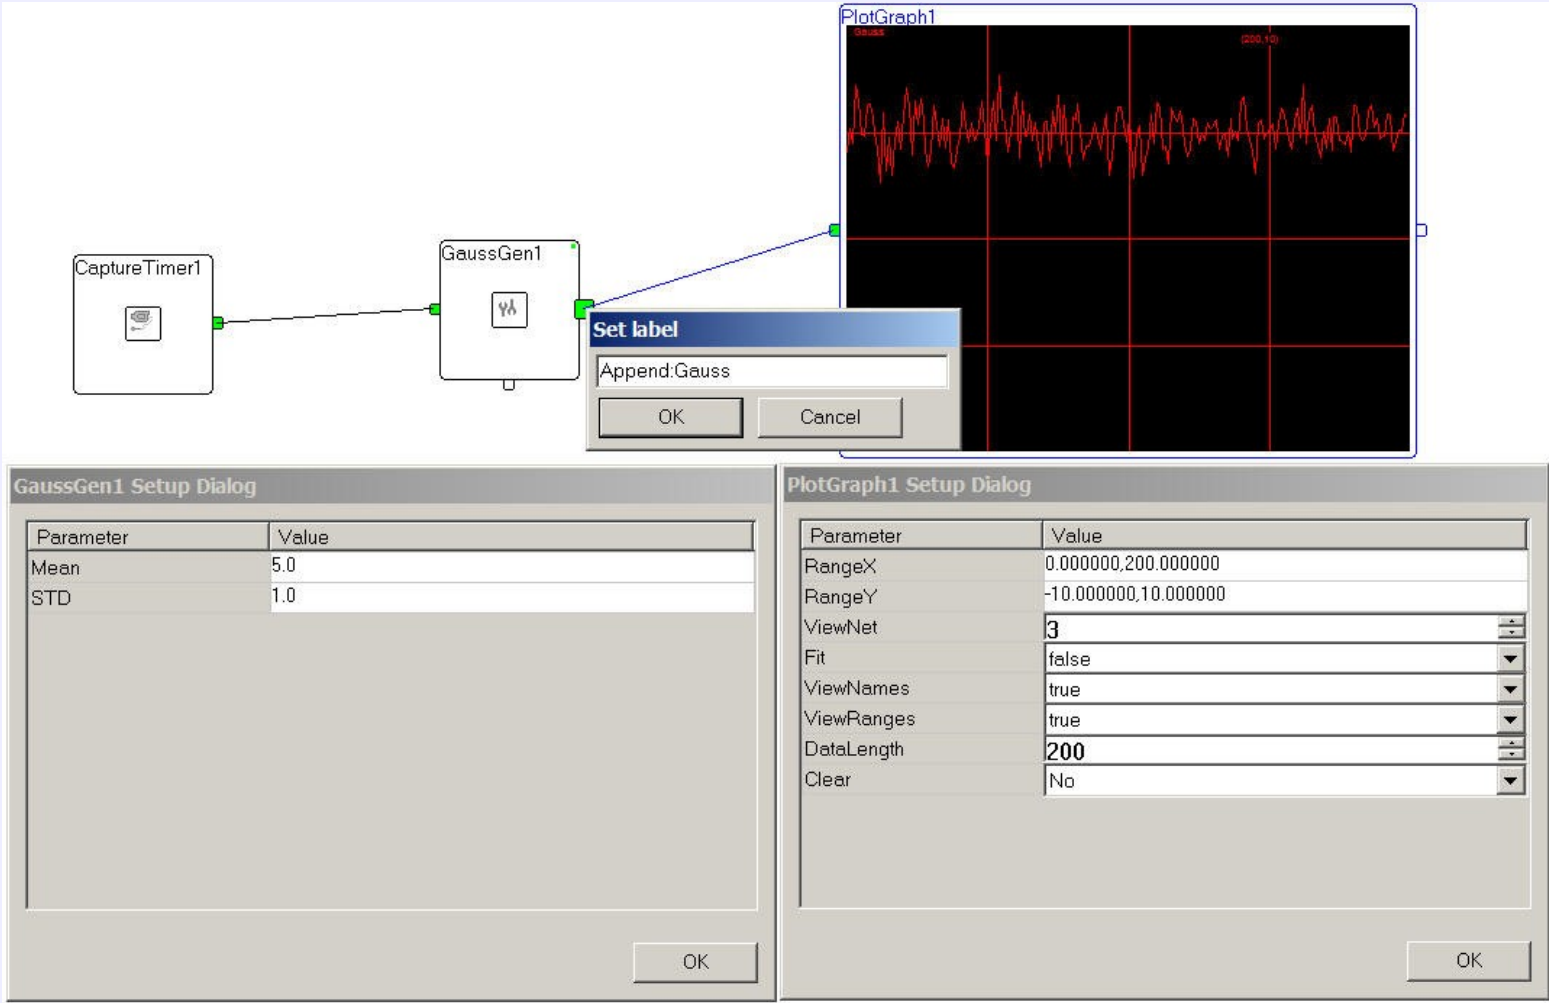 PlotGraph1
Gauss
(200,10)
GaussGen1
CaptureTimer1
Set label
Append:Gauss
OK Cancel
GaussGen1 Setup Dialog
Parameter Value
Mean 5.0
STD 1.0
OK
PlotGraph1 Setup Dialog
Parameter Value
RangeX 0.000000,200.000000
RangeY -10.000000,10.000000
ViewNet 3
Fit false
ViewNames true
ViewRanges true
DataLength 200
Clear No
OK